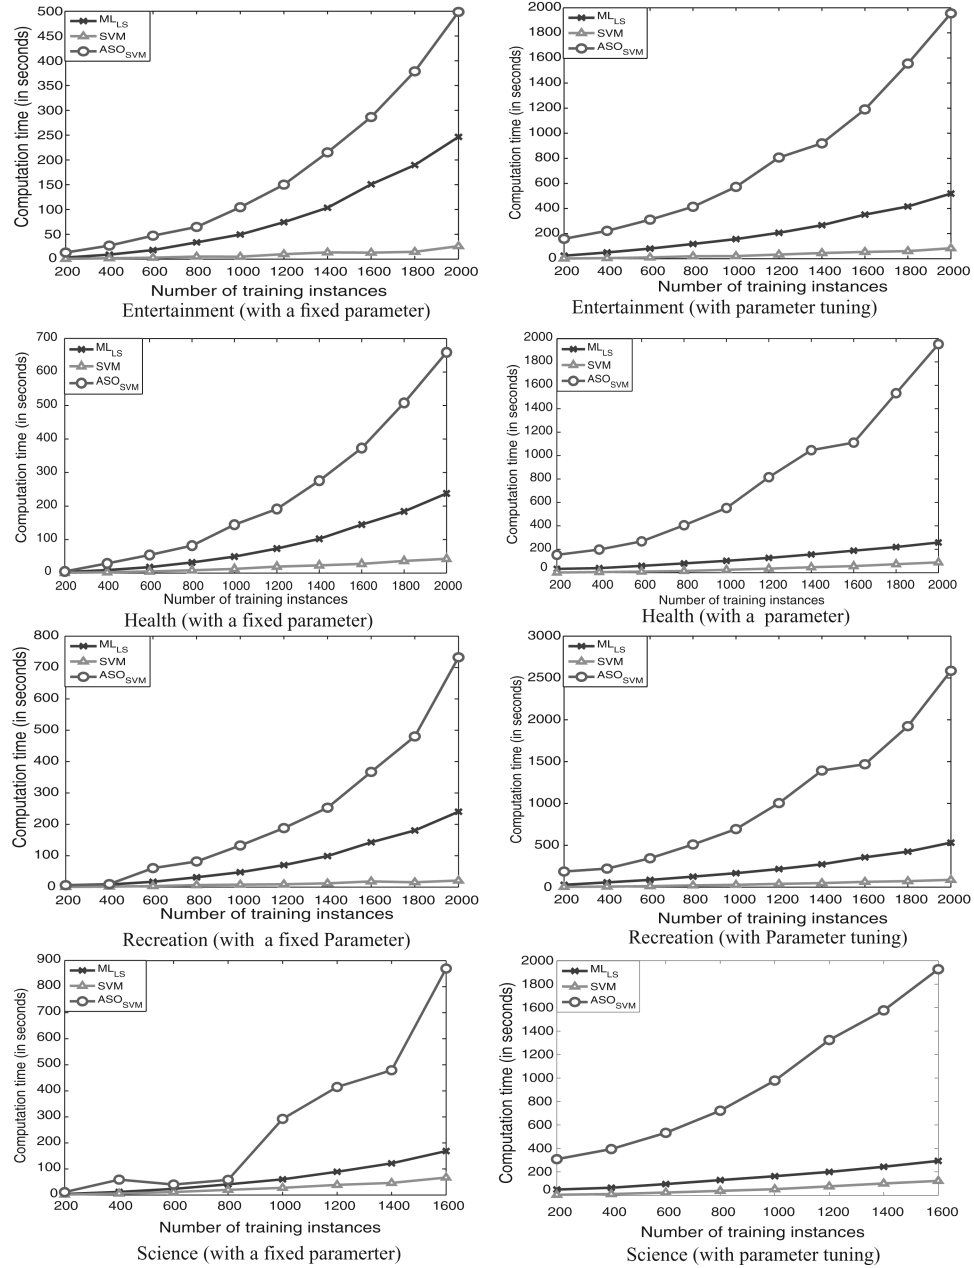 Computation time (in seconds)
500
450
400
350
300
250
200
150
100
50
0
ML_LS
SVM
ASO_SVM
200 400 600 800 1000 1200 1400 1600 1800 2000
Number of training instances
Entertainment (with a fixed parameter)
Computation time (in seconds)
2000
1800
1600
1400
1200
1000
800
600
400
200
0
ML_LS
SVM
ASO_SVM
200 400 600 800 1000 1200 1400 1600 1800 2000
Number of training instances
Entertainment (with parameter tuning)
Computation time (in seconds)
700
600
500
400
300
200
100
0
ML_LS
SVM
ASO_SVM
200 400 600 800 1000 1200 1400 1600 1800 2000
Number of training instances
Health (with a fixed parameter)
Computation time (in seconds)
2000
1800
1600
1400
1200
1000
800
600
400
200
0
ML_LS
SVM
ASO_SVM
200 400 600 800 1000 1200 1400 1600 1800 2000
Number of training instances
Health (with a parameter)
Computation time (in seconds)
800
700
600
500
400
300
200
100
0
ML_LS
SVM
ASO_SVM
200 400 600 800 1000 1200 1400 1600 1800 2000
Number of training instances
Recreation (with a fixed Parameter)
Computation time (in seconds)
3000
2500
2000
1500
1000
500
0
ML_LS
SVM
ASO_SVM
200 400 600 800 1000 1200 1400 1600 1800 2000
Number of training instances
Recreation (with Parameter tuning)
Computation time (in seconds)
900
800
700
600
500
400
300
200
100
0
ML_LS
SVM
ASO_SVM
200 400 600 800 1000 1200 1400 1600
Number of training instances
Science (with a fixed paramerter)
Computation time (in seconds)
2000
1800
1600
1400
1200
1000
800
600
400
200
0
ML_LS
SVM
ASO_SVM
200 400 600 800 1000 1200 1400 1600
Number of training instances
Science (with parameter tuning)